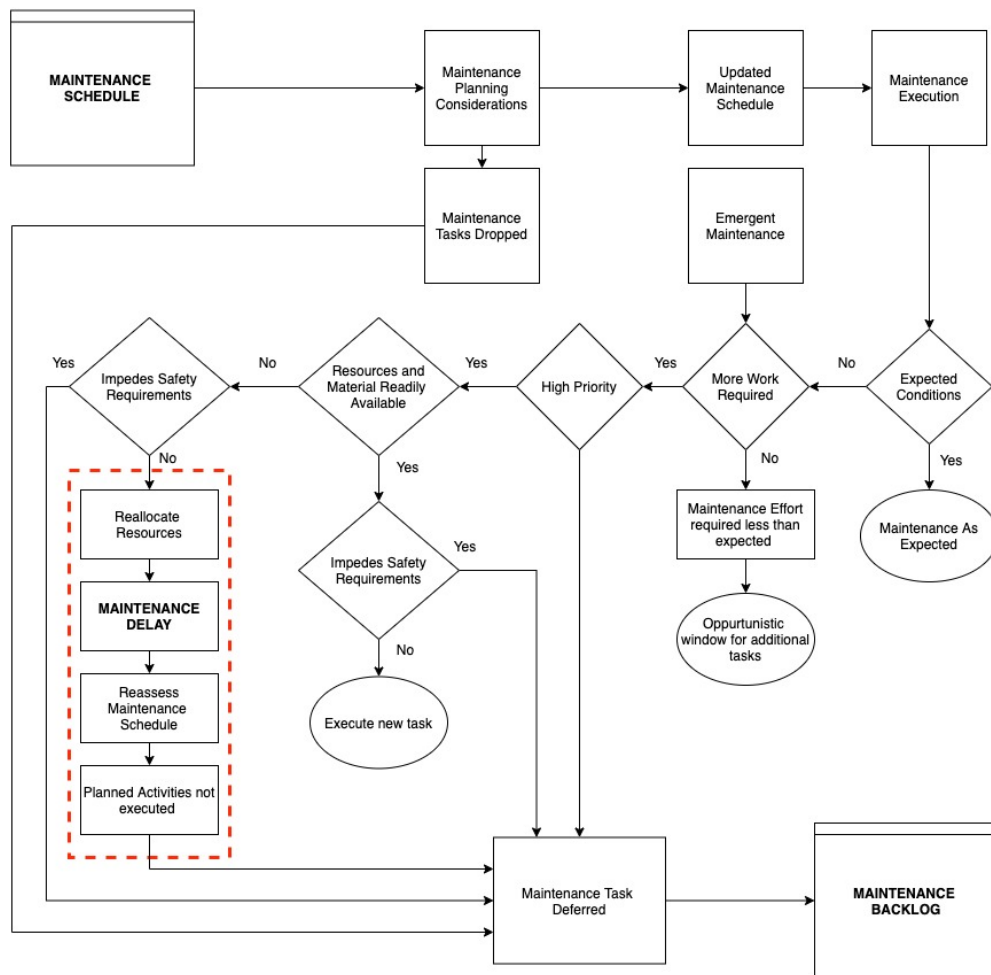 MAINTENANCE
SCHEDULE
Maintenance
Planning
Considerations
Updated
Maintenance
Schedule
Maintenance
Execution
Maintenance
Tasks Dropped
Emergent
Maintenance
Yes
Impedes Safety
Requirements
No
Resources and
Material Readily
Available
Yes
High Priority
Yes
More Work
Required
No
Expected
Conditions
No
Yes
No
Yes
Reallocate
Resources
Impedes Safety
Requirements
Yes
Maintenance Effort
required less than
expected
Maintenance As
Expected
MAINTENANCE
DELAY
Oppurtunistic
window for additional
tasks
No
Reassess
Maintenance
Schedule
Execute new task
Planned Activities not
executed
Maintenance Task
Deferred
MAINTENANCE
BACKLOG